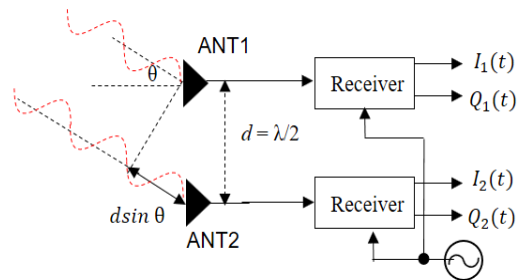 ANT1
θ
Receiver
I₁(t)
Q₁(t)
d = λ/2
Receiver
I₂(t)
Q₂(t)
dsin θ
ANT2